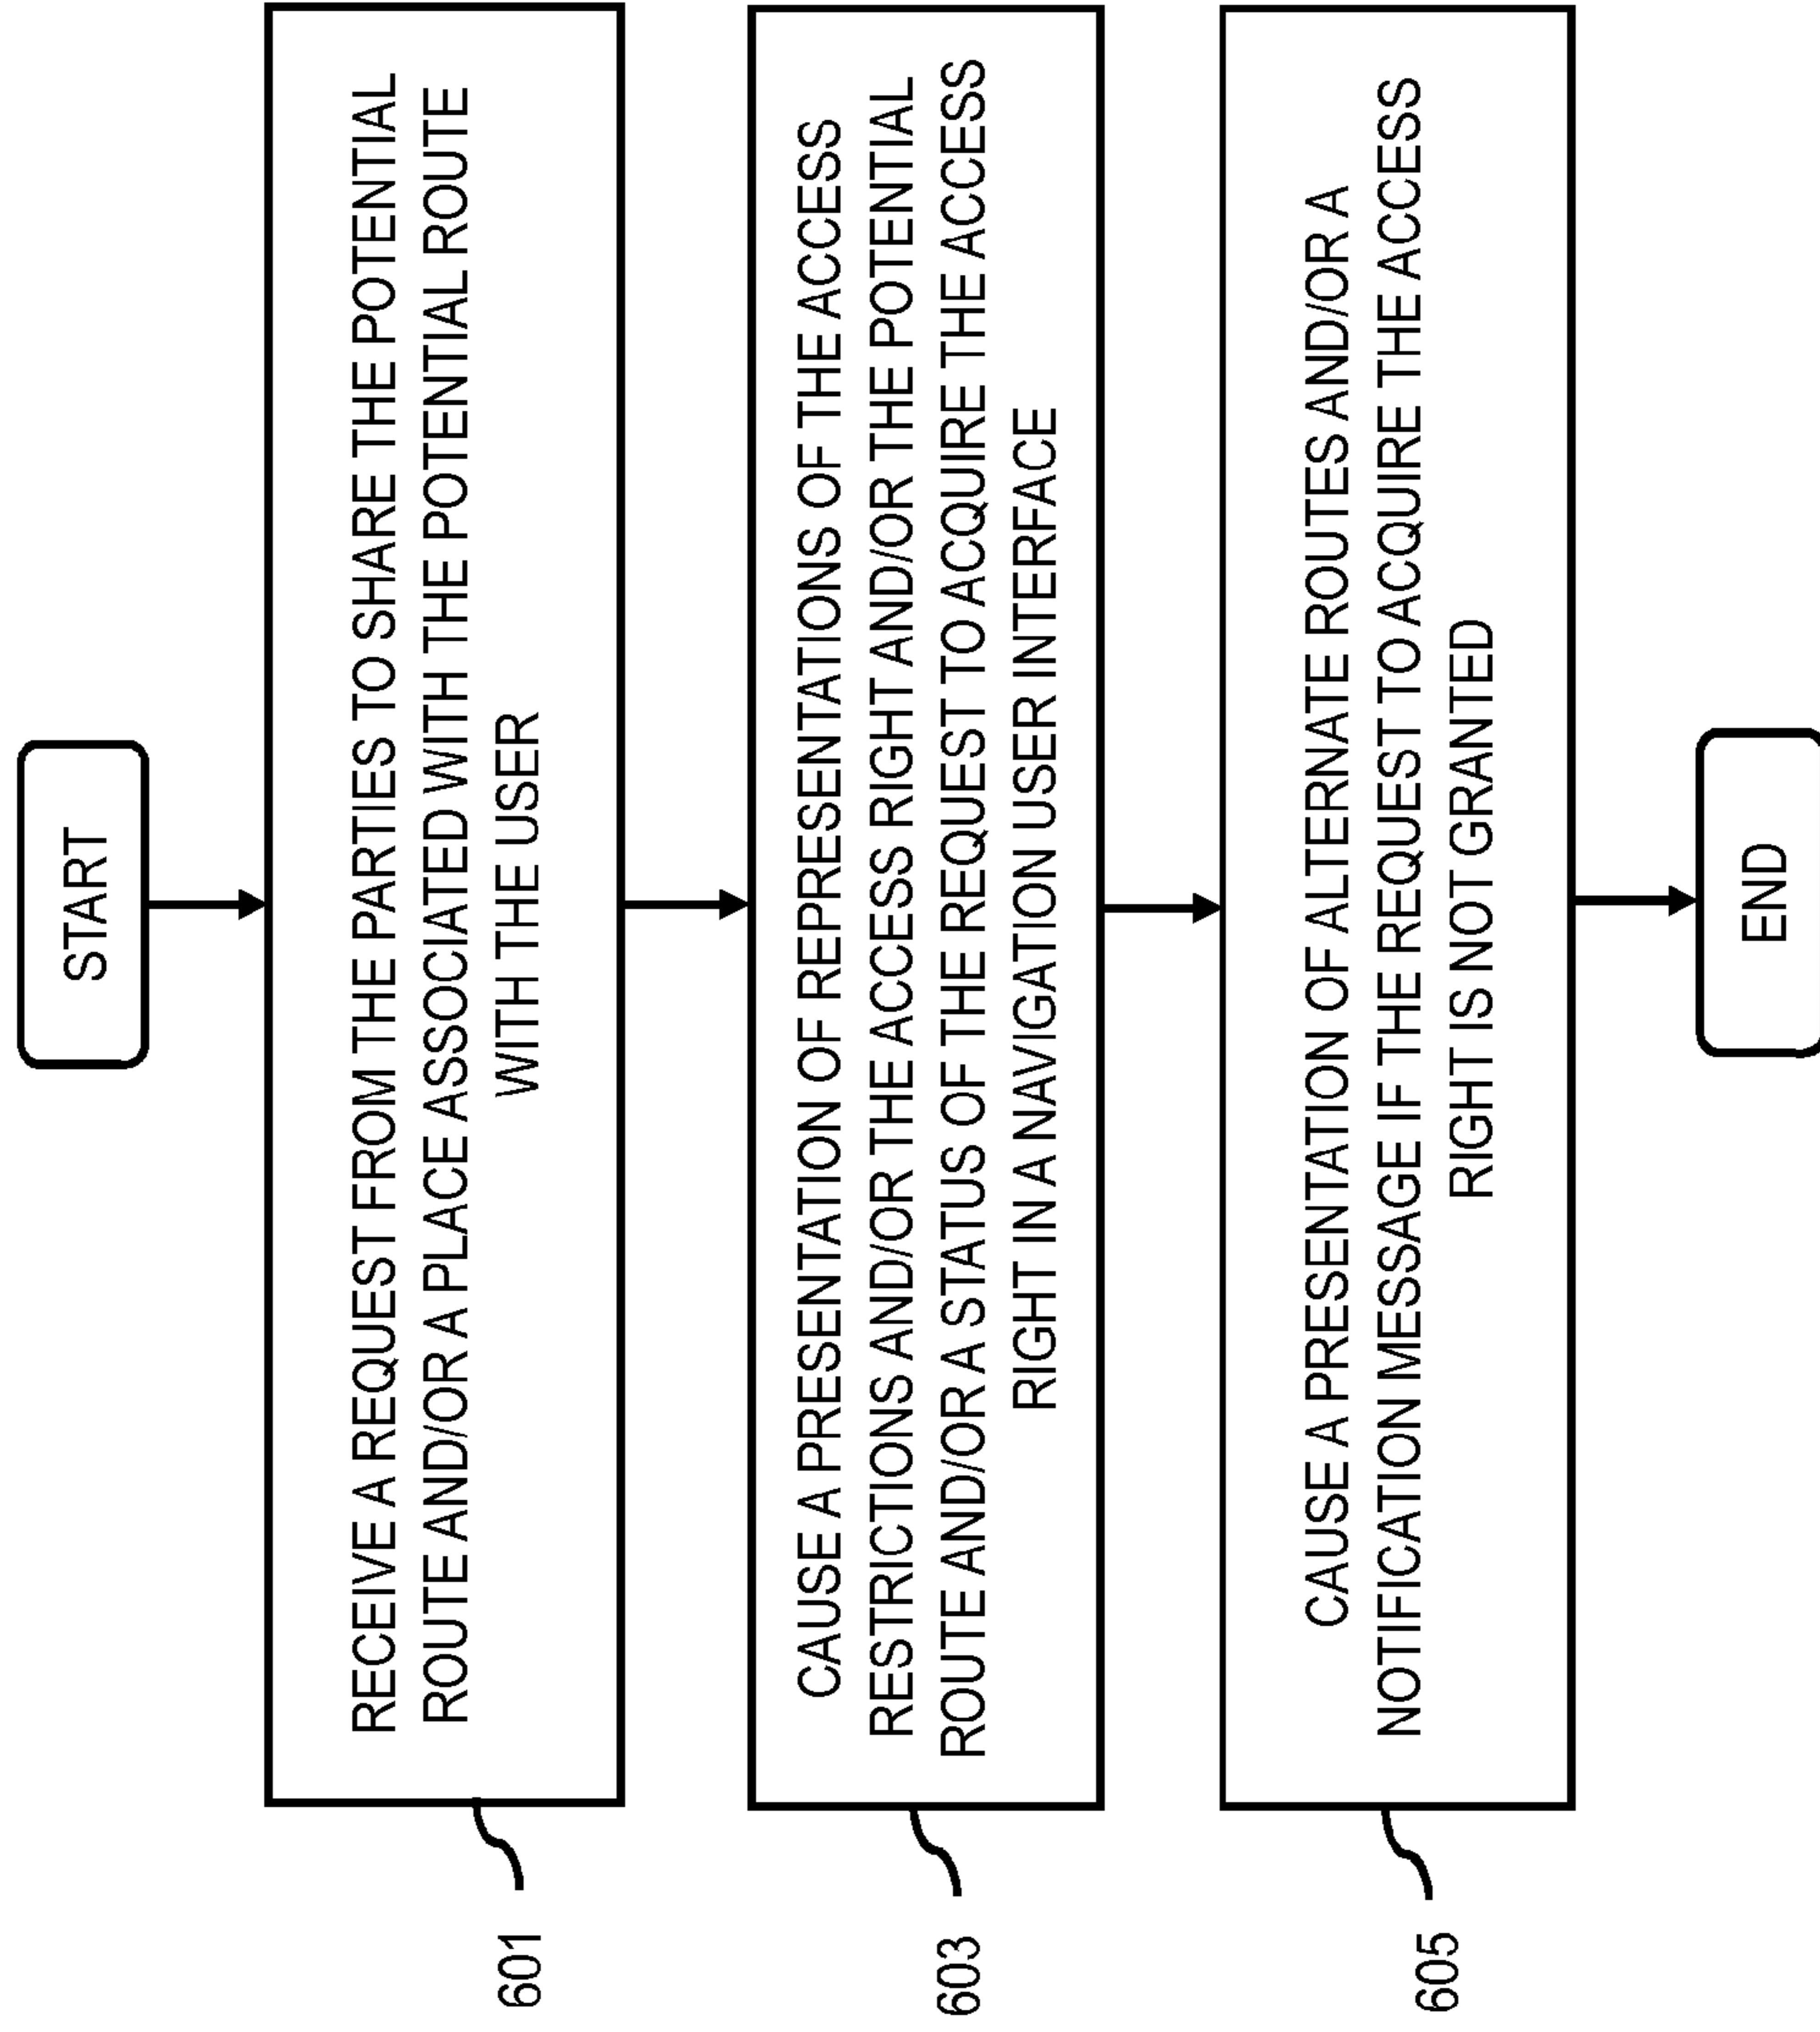 START
RECEIVE A REQUEST FROM THE PARTIES TO SHARE THE POTENTIAL
ROUTE AND/OR A PLACE ASSOCIATED WITH THE POTENTIAL ROUTE
WITH THE USER
601
CAUSE A PRESENTATION OF REPRESENTATIONS OF THE ACCESS
RESTRICTIONS AND/OR THE ACCESS RIGHT AND/OR THE POTENTIAL
ROUTE AND/OR A STATUS OF THE REQUEST TO ACQUIRE THE ACCESS
RIGHT IN A NAVIGATION USER INTERFACE
603
CAUSE A PRESENTATION OF ALTERNATE ROUTES AND/OR A
NOTIFICATION MESSAGE IF THE REQUEST TO ACQUIRE THE ACCESS
RIGHT IS NOT GRANTED
605
END